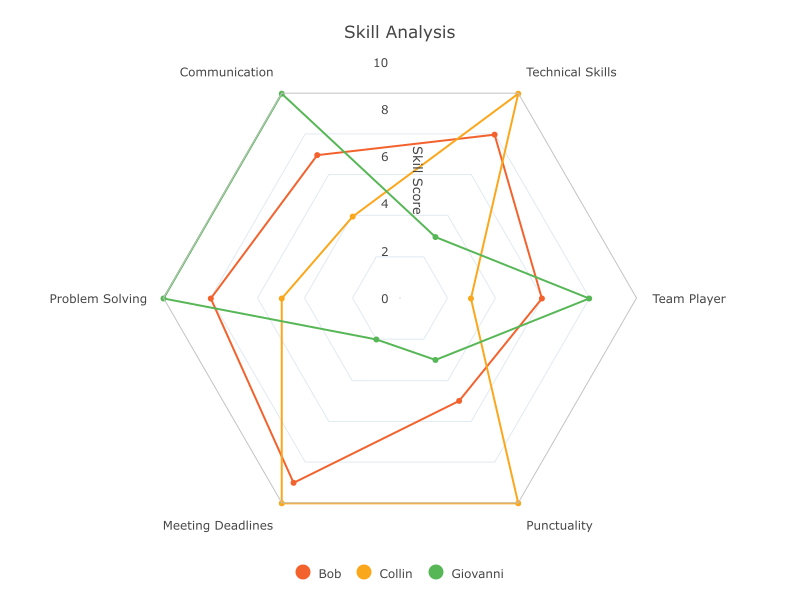 Skill Analysis
Communication
10
Technical Skills
8
6
Skill Score
4
2
Problem Solving
0
Team Player
Meeting Deadlines
Punctuality
Bob
Collin
Giovanni